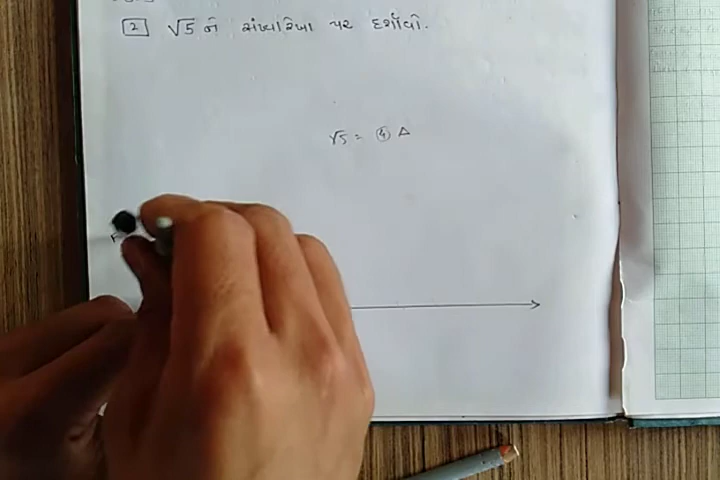 [2] √5 ને સંખ્યારેખા પર દર્શાવો.
√5 = ④ △